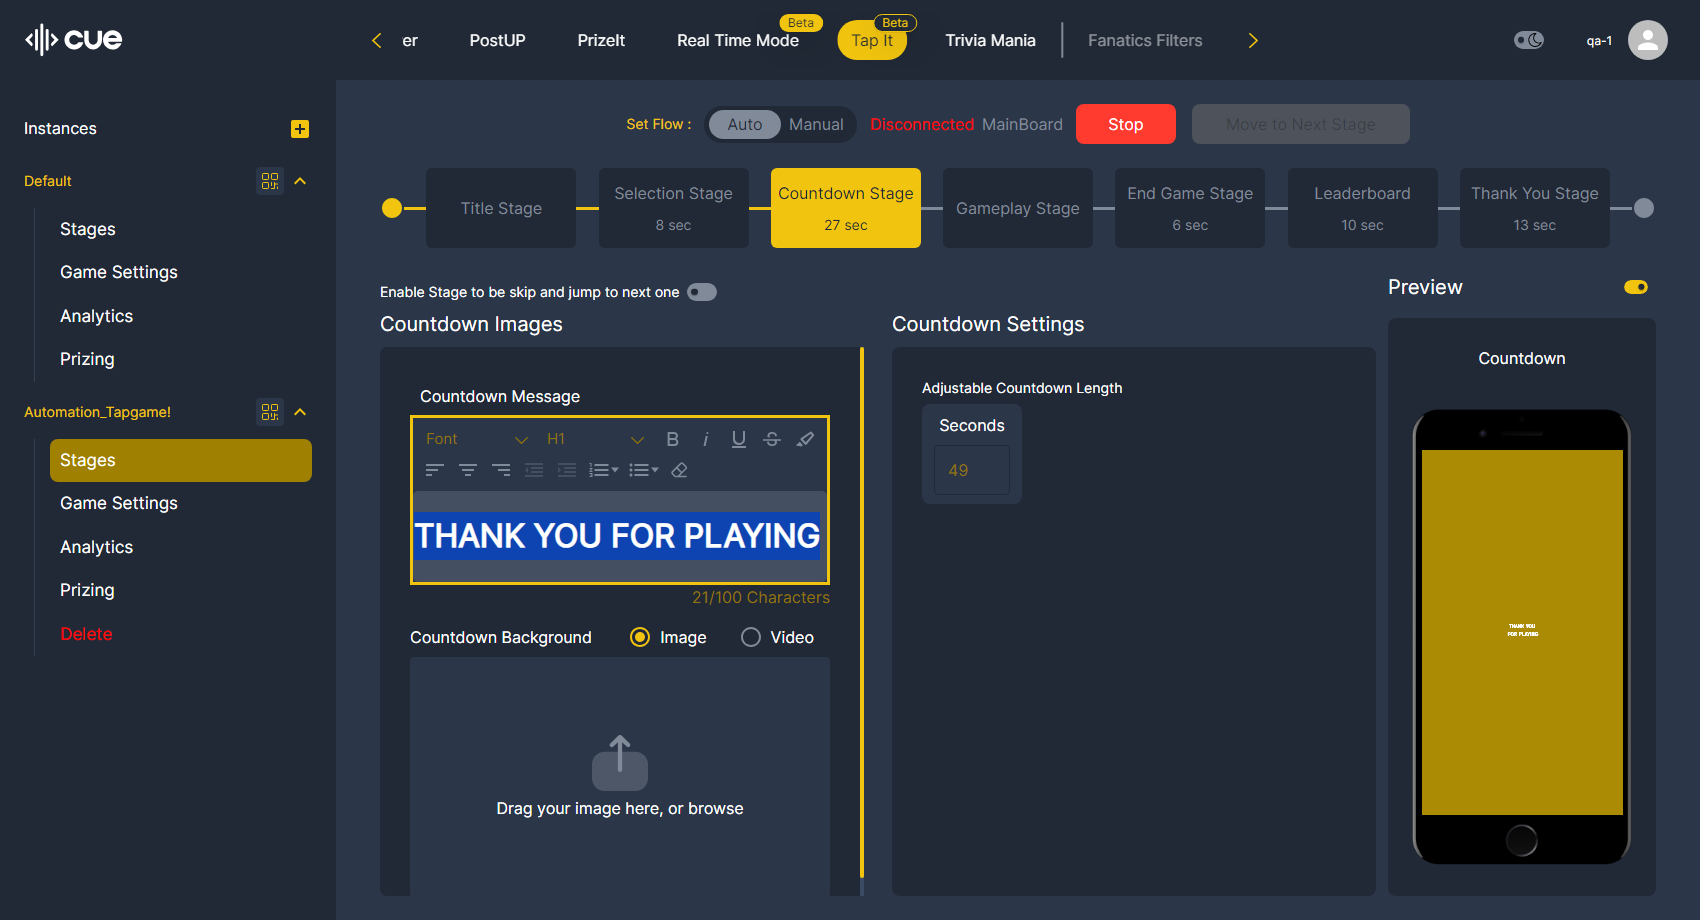 cue
er
PostUP
PrizeIt
Real Time Mode
Beta
Tap It
Beta
Trivia Mania
Fanatics Filters
qa-1
Instances
Default
Stages
Game Settings
Analytics
Prizing
Automation_Tapgame!
Stages
Game Settings
Analytics
Prizing
Delete
Set Flow :
Auto
Manual
Disconnected MainBoard
Stop
Move to Next Stage
Title Stage
Selection Stage
8 sec
Countdown Stage
27 sec
Gameplay Stage
End Game Stage
6 sec
Leaderboard
10 sec
Thank You Stage
13 sec
Enable Stage to be skip and jump to next one
Countdown Images
Countdown Message
Font
H1
B
i
U
S
THANK YOU FOR PLAYING
21/100 Characters
Countdown Background
Image
Video
Drag your image here, or browse
Countdown Settings
Adjustable Countdown Length
Seconds
49
Preview
Countdown
THANK YOU
FOR PLAYING